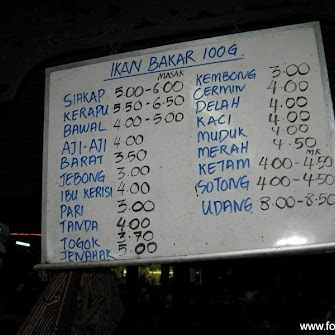 IKAN BAKAR 100G.
MASAK
SIAKAP 5.00-6.00
KERAPU 5.50-6.50
BAWAL 4.00-5.00
AJI-AJI 4.00
BARAT 3.50
JEBONG 3.00
IBU KERISI 4.00
PARI 3.00
TANDA 4.00
TOGOK 3.70
JENAHAK 5.00
KEMBONG 3.00
CERMIN 4.00
DELAH 4.00
KACI 4.00
MUDUK 4.00
MERAH 4.50
MK
KETAM 4.00-4.50
SOTONG 4.00-4.50
UDANG 8.00-8.50
www.fo